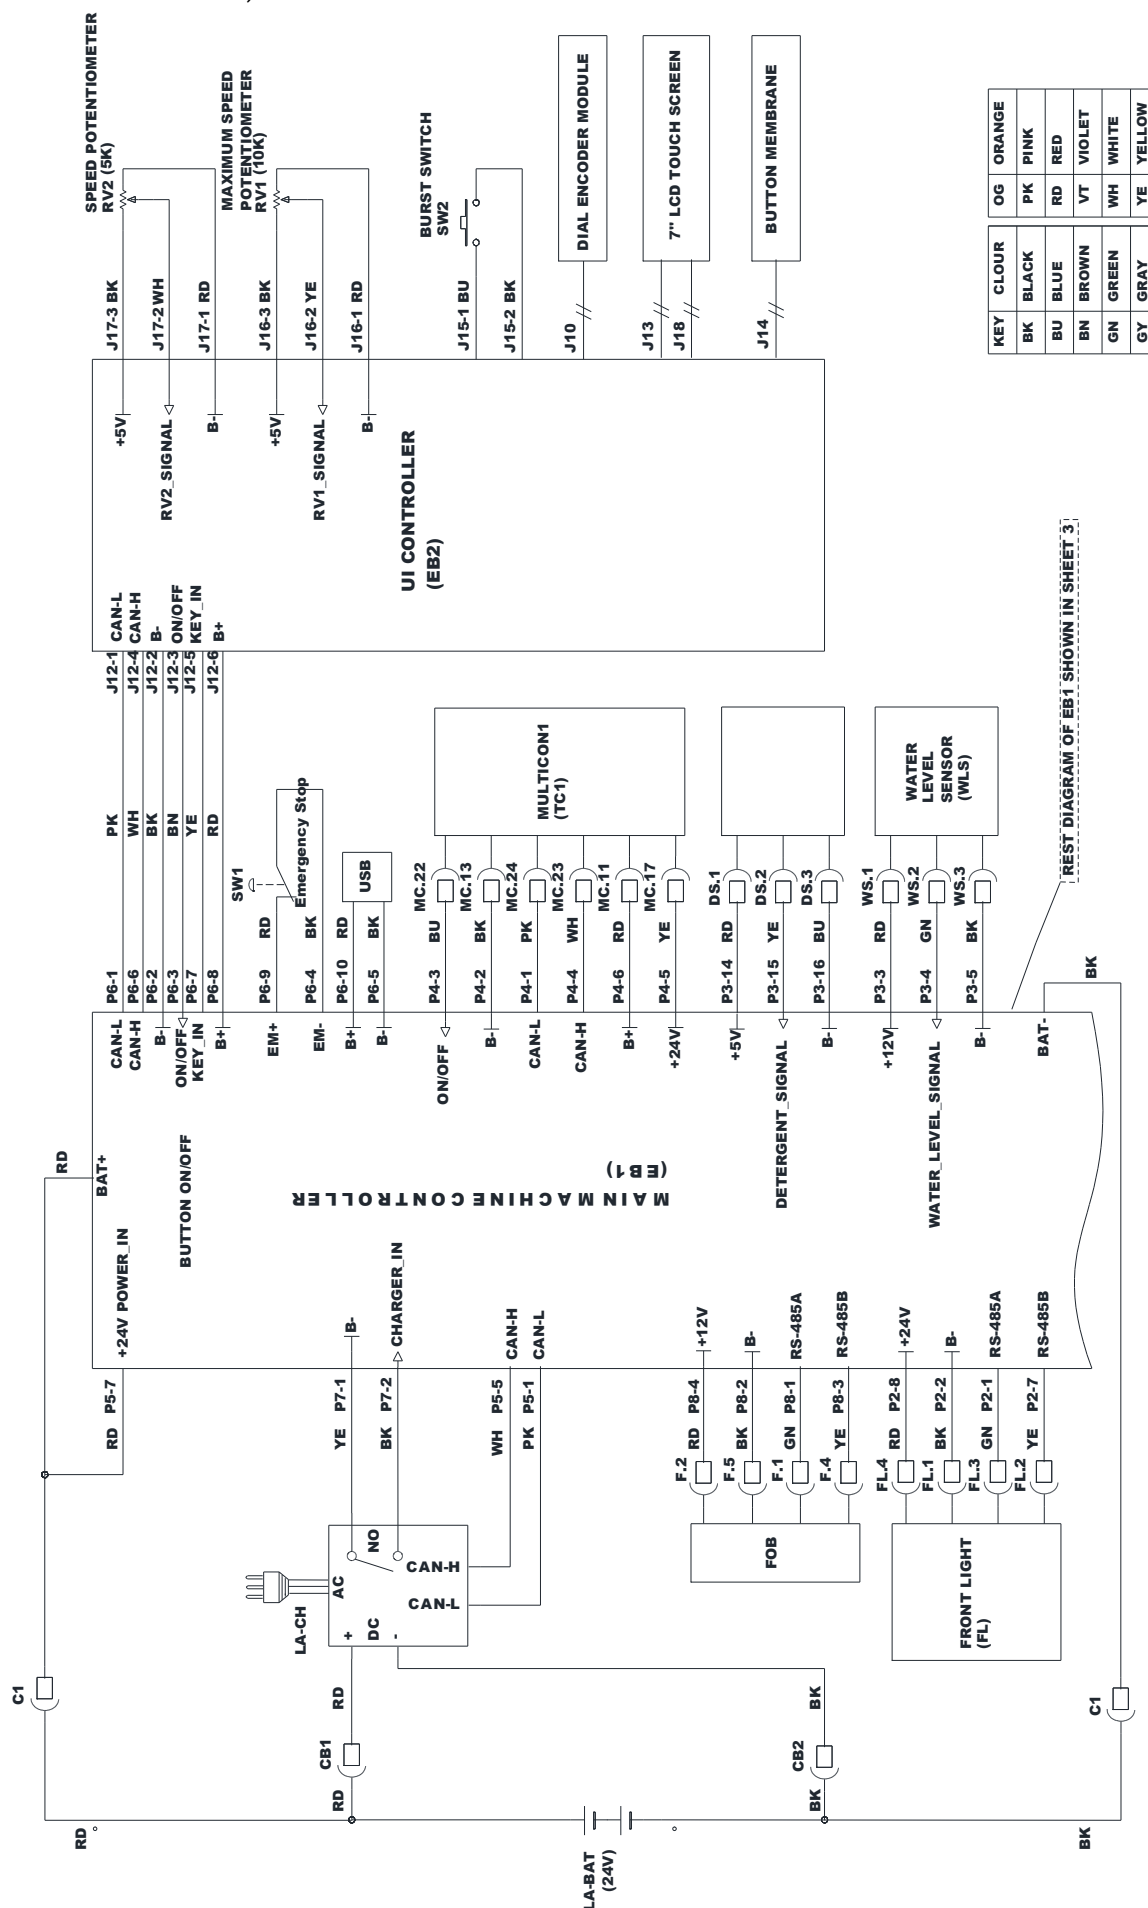 SPEED POTENTIOMETER
RV2 (5K)
MAXIMUM SPEED
POTENTIOMETER
RV1 (10K)
BURST SWITCH
SW2
DIAL ENCODER MODULE
7" LCD TOUCH SCREEN
BUTTON MEMBRANE
J17-3 BK
J17-2 WH
J17-1 RD
J16-3 BK
J16-2 YE
J16-1 RD
J15-1 BU
J15-2 BK
J10
J13
J18
J14
+5V
RV2_SIGNAL
B-
+5V
RV1_SIGNAL
B-
UI CONTROLLER
(EB2)
KEY CLOUR OG ORANGE
BK BLACK PK PINK
BU BLUE RD RED
BN BROWN VT VIOLET
GN GREEN WH WHITE
GY GRAY YE YELLOW
CAN-L
CAN-H
B-
ON/OFF
KEY_IN
B+
J12-1
J12-4
J12-2
J12-3
J12-5
J12-6
PK
WH
BK
BN
YE
RD
P6-1
P6-6
P6-2
P6-3
P6-7
P6-8
CAN-L
CAN-H
B-
ON/OFF
KEY_IN
B+
SW1
Emergency Stop
RD P6-9
BK P6-4
EM+
EM-
USB
RD P6-10
BK P6-5
B+
B-
MULTICON1
(TC1)
MC.22
MC.13
MC.24
MC.23
MC.11
MC.17
BU P4-3
BK P4-2
PK P4-1
WH P4-4
RD P4-6
YE P4-5
ON/OFF
B-
CAN-L
CAN-H
B+
+24V
DS.1
DS.2
DS.3
RD P3-14
YE P3-15
BU P3-16
+5V
DETERGENT_SIGNAL
B-
WATER
LEVEL
SENSOR
(WLS)
WS.1
WS.2
WS.3
RD P3-3
GN P3-4
BK P3-5
+12V
WATER_LEVEL_SIGNAL
B-
REST DIAGRAM OF EB1 SHOWN IN SHEET 3
BK
BAT-
RD
BAT+
BUTTON ON/OFF
MAIN MACHINE CONTROLLER
(EB1)
+24V POWER_IN
B-
CHARGER_IN
CAN-H
CAN-L
+12V
B-
RS-485A
RS-485B
+24V
B-
RS-485A
RS-485B
RD P5-7
YE P7-1
BK P7-2
WH P5-5
PK P5-1
RD P8-4
BK P8-2
GN P8-1
YE P8-3
RD P2-8
BK P2-2
GN P2-1
YE P2-7
F.2
F.5
F.1
F.4
FL.4
FL.1
FL.3
FL.2
FOB
FRONT LIGHT
(FL)
LA-CH
AC
NO
CAN-H
CAN-L
+
DC
-
C1
RD
CB1
RD
BK
CB2
BK
C1
RD
LA-BAT
(24V)
BK